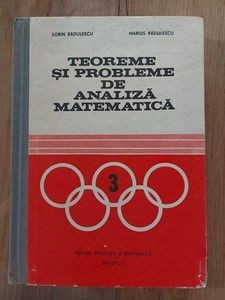 SORIN RĂDULESCU
MARIUS RĂDULESCU
TEOREME
ȘI PROBLEME
DE
ANALIZĂ
MATEMATICĂ
3
EDITURA DIDACTICĂ ȘI PEDAGOGICĂ
BUCUREȘTI